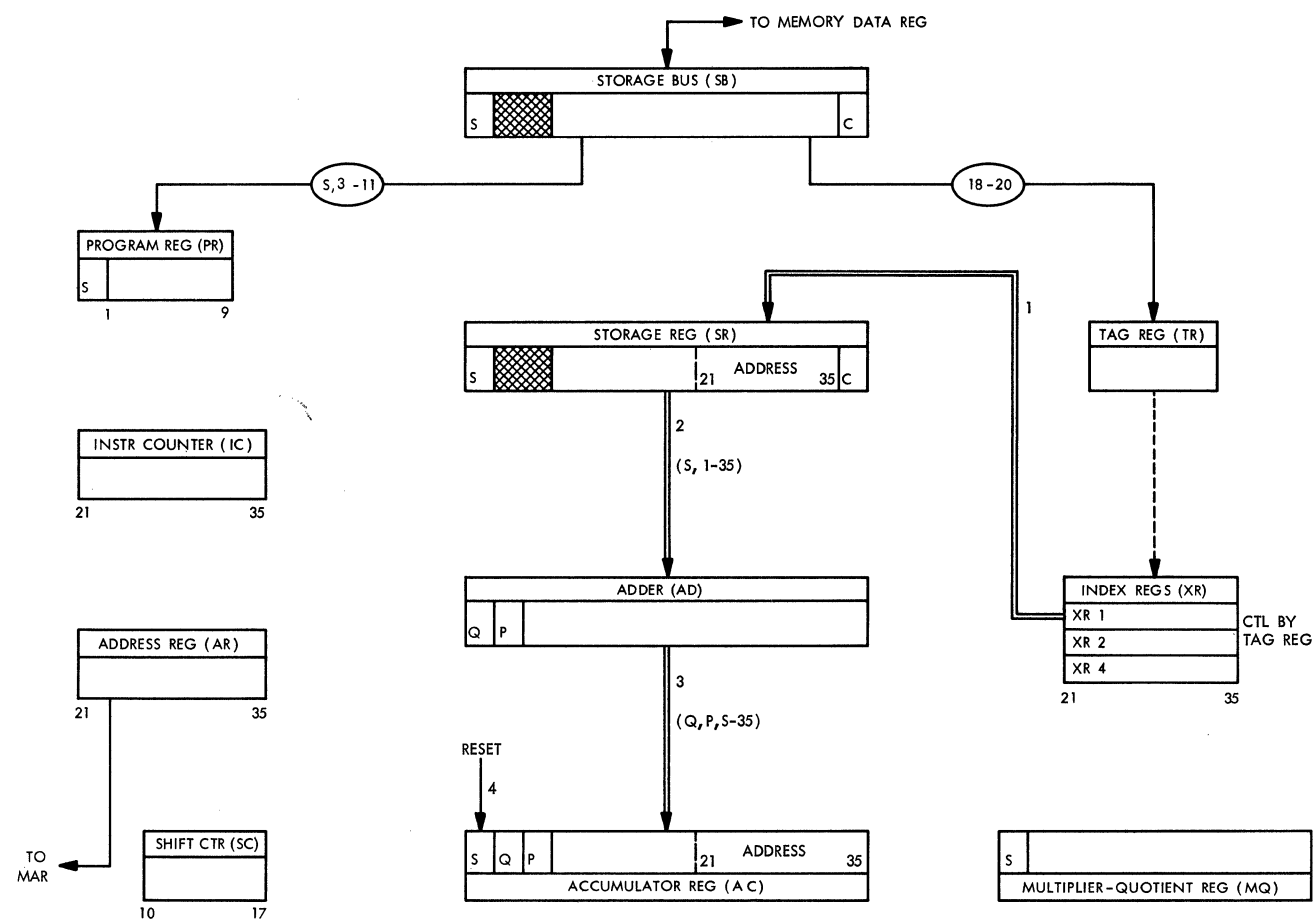 TO MEMORY DATA REG
STORAGE BUS (SB)
S
C
S,3 -11
18-20
PROGRAM REG (PR)
S
1
9
1
STORAGE REG (SR)
S
21
ADDRESS
35
C
TAG REG (TR)
2
(S, 1-35)
INSTR COUNTER (IC)
21
35
ADDER (AD)
Q
P
INDEX REGS (XR)
XR 1
XR 2
XR 4
21
35
CTL BY
TAG REG
ADDRESS REG (AR)
21
35
3
(Q,P,S-35)
RESET
4
TO
MAR
SHIFT CTR (SC)
10
17
S
Q
P
21
ADDRESS
35
ACCUMULATOR REG (AC)
S
MULTIPLIER-QUOTIENT REG (MQ)